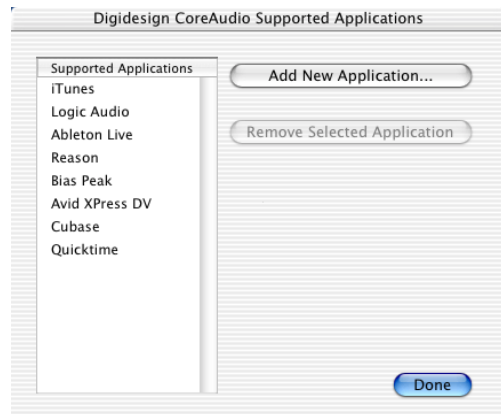 Digidesign CoreAudio Supported Applications
Supported Applications
iTunes
Logic Audio
Ableton Live
Reason
Bias Peak
Avid XPress DV
Cubase
Quicktime
Add New Application...
Remove Selected Application
Done